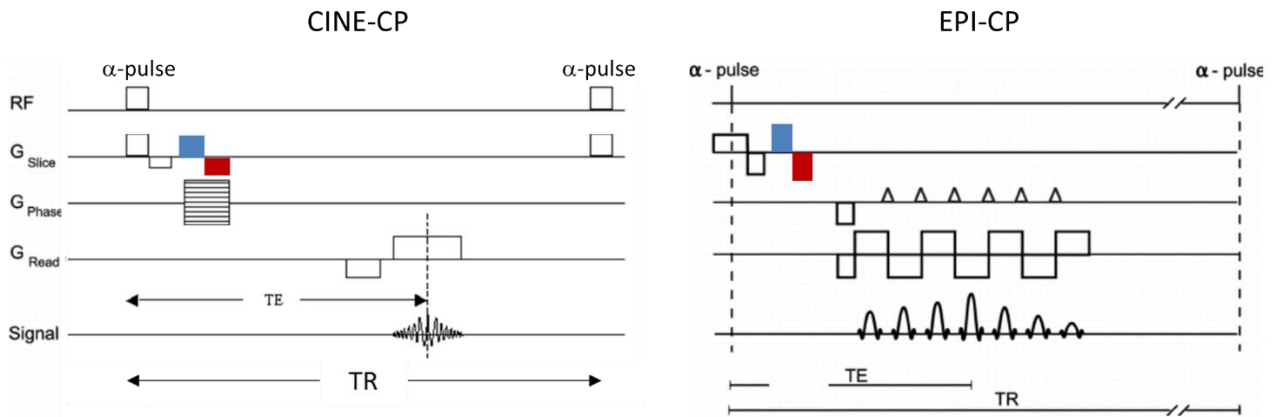 CINE-CP
α-pulse
α-pulse
RF
G Slice
G Phase
G Read
TE
Signal
TR
EPI-CP
α - pulse
α - pulse
TE
TR